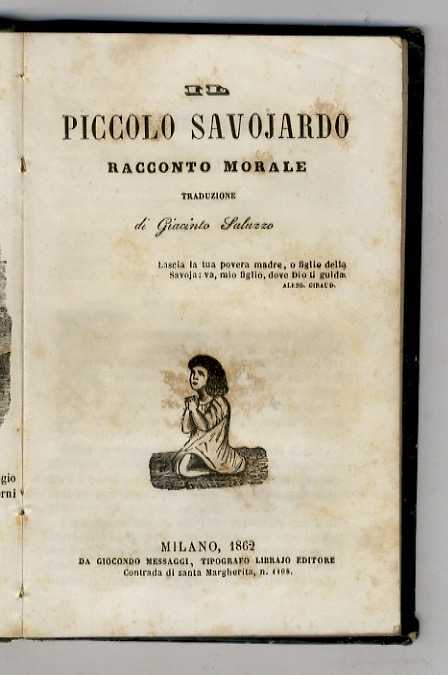 IL
PICCOLO SAVOJARDO
RACCONTO MORALE
TRADUZIONE
di Giacinto Saluzzo
Lascia la tua povera madre, o figlio della
Savoja: va, mio figlio, dove Dio ti guida.
ALESS. GIRAUD.
gio
erni
MILANO, 1862
DA GIOCONDO MESSAGGI, TIPOGRAFO LIBRAJO EDITORE
Contrada di santa Margherita, n. 1108.